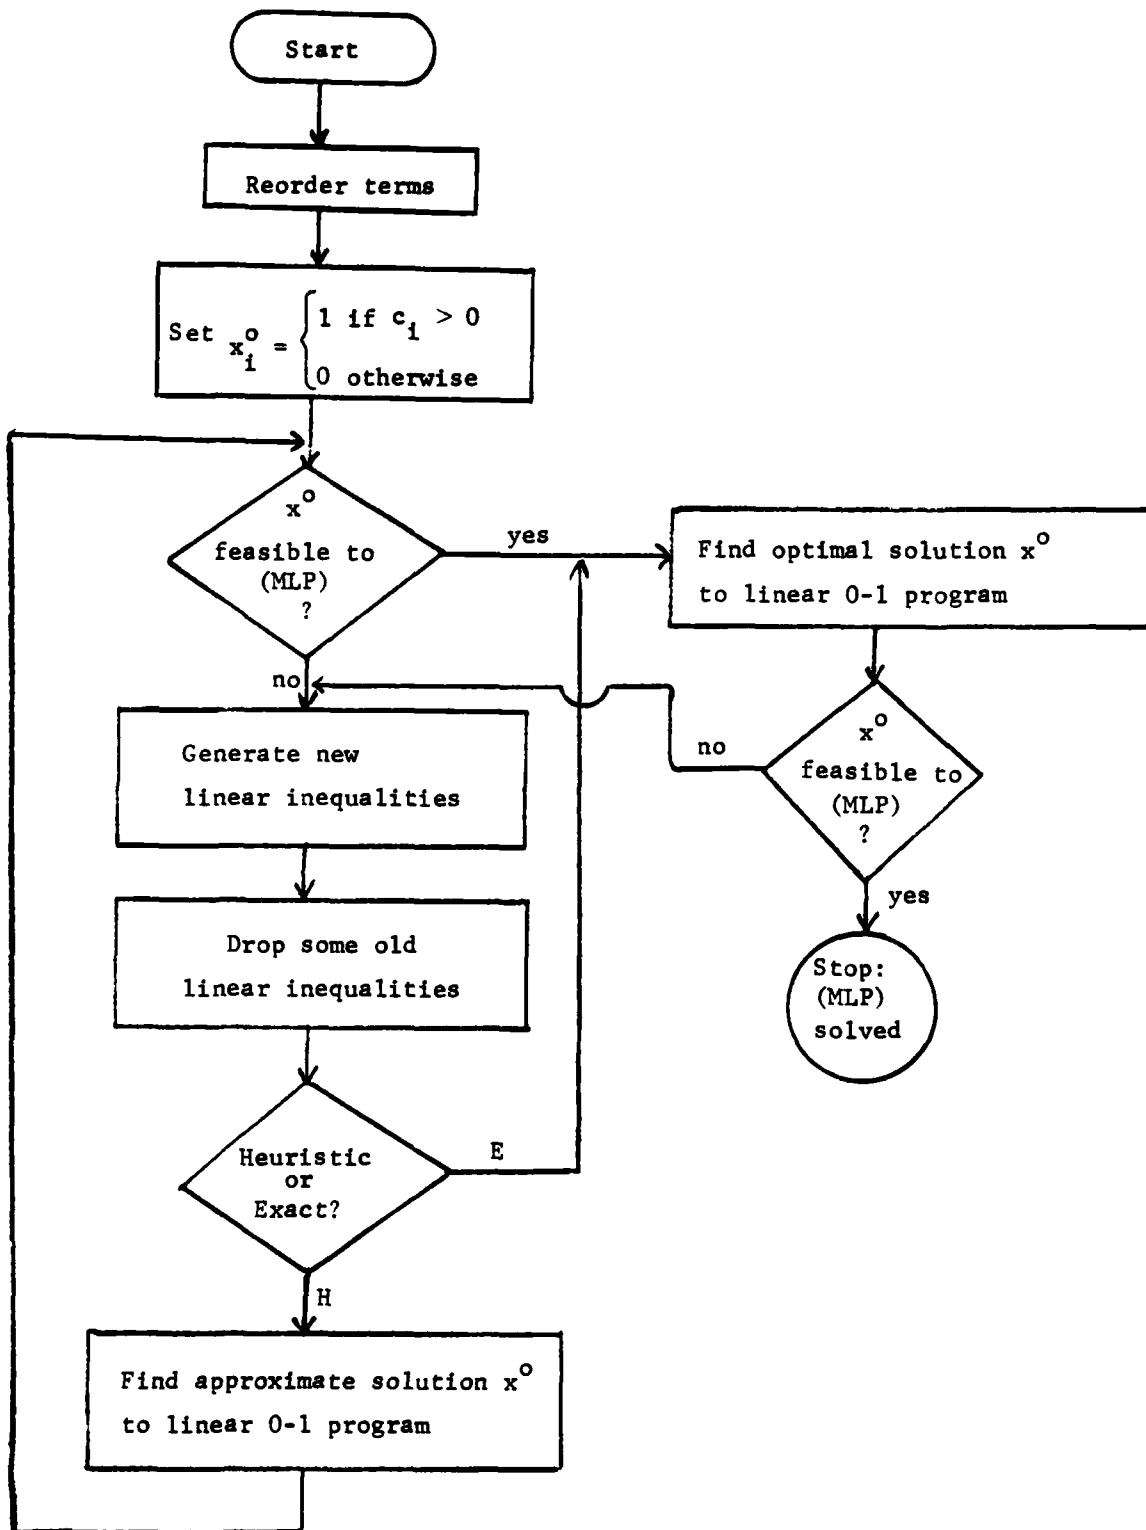 Start
Reorder terms
Set x_i^o = { 1 if c_i > 0
0 otherwise
x^o
feasible to
(MLP)
?
yes
no
Find optimal solution x^o
to linear 0-1 program
x^o
feasible to
(MLP)
?
no
yes
Stop:
(MLP)
solved
Generate new
linear inequalities
Drop some old
linear inequalities
Heuristic
or
Exact?
E
H
Find approximate solution x^o
to linear 0-1 program